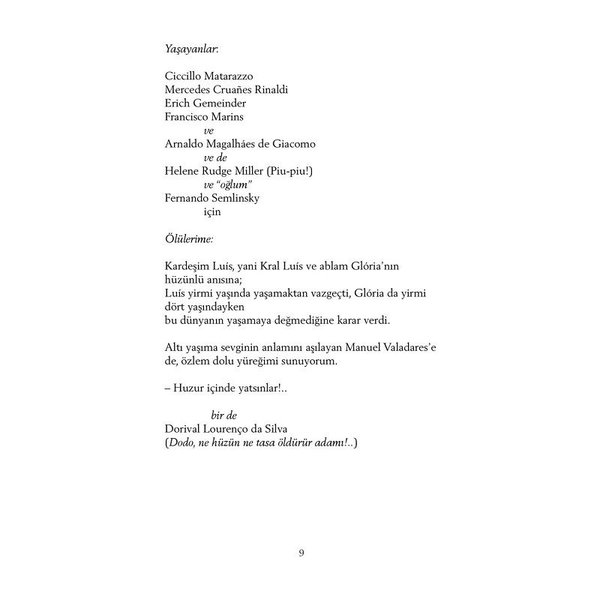 Yaşayanlar:
Ciccillo Matarazzo
Mercedes Cruañes Rinaldi
Erich Gemeinder
Francisco Marins
ve
Arnaldo Magalháes de Giacomo
ve de
Helene Rudge Miller (Piu-piu!)
ve “oğlum”
Fernando Semlinsky
için
Ölülerime:
Kardeşim Luís, yani Kral Luís ve ablam Glória’nın
hüzünlü anısına;
Luís yirmi yaşında yaşamaktan vazgeçti, Glória da yirmi
dört yaşındayken
bu dünyanın yaşamaya değmediğine karar verdi.
Altı yaşıma sevginin anlamını aşılayan Manuel Valadares’e
de, özlem dolu yüreğimi sunuyorum.
– Huzur içinde yatsınlar!..
bir de
Dorival Lourenço da Silva
(Dodo, ne hüzün ne tasa öldürür adamı!..)
9